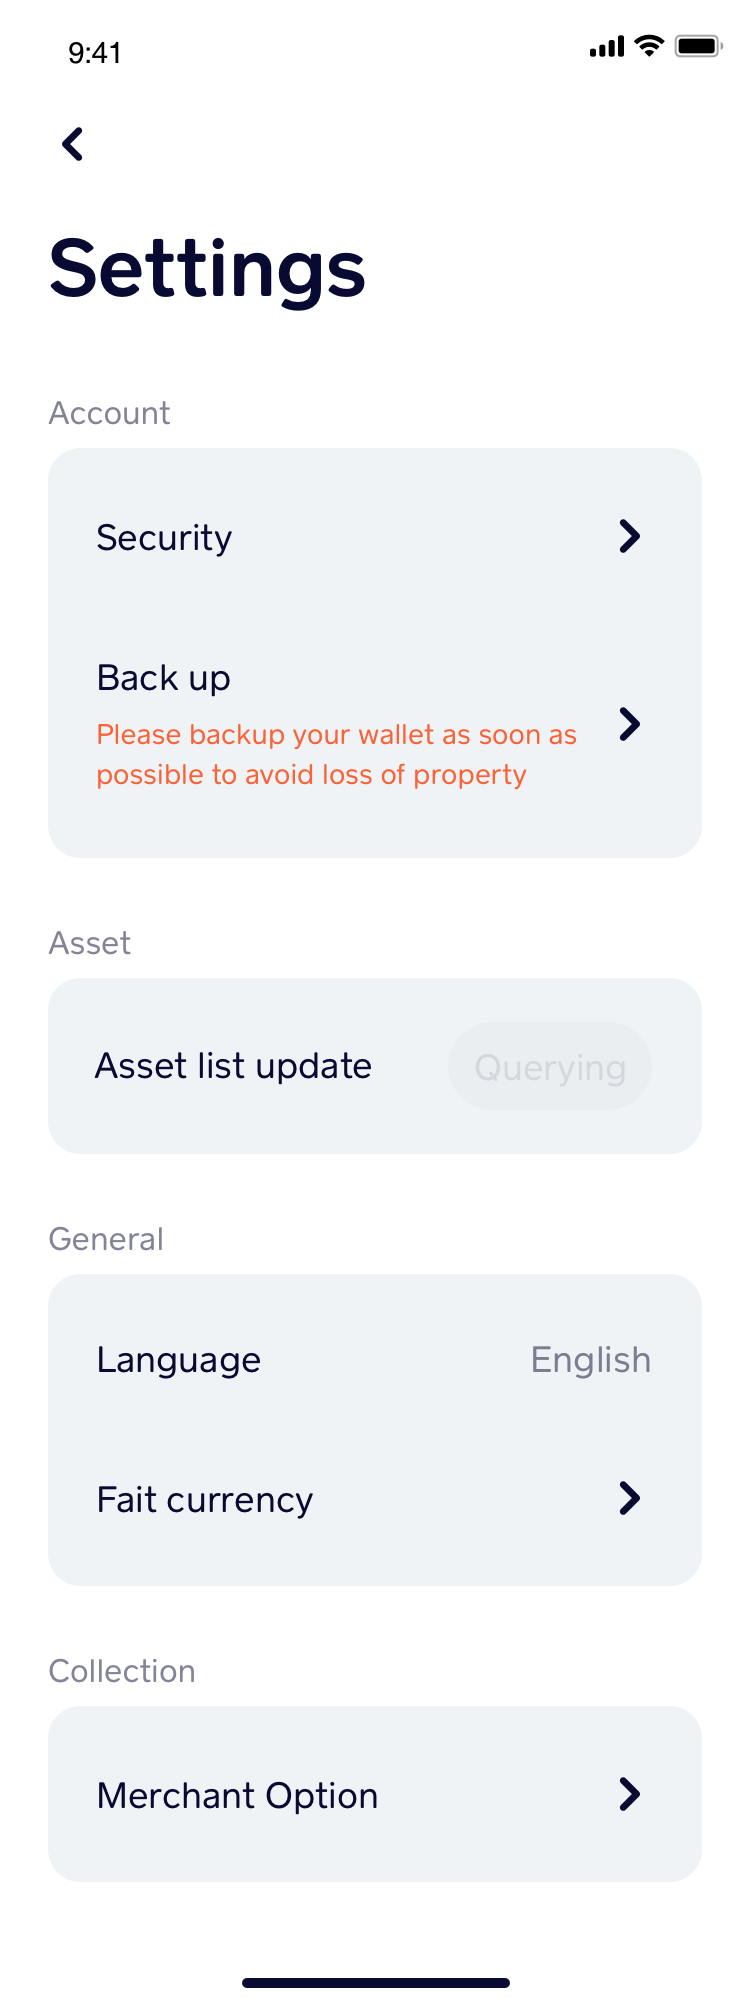 9:41
Settings
Account
Security
Back up
Please backup your wallet as soon as
possible to avoid loss of property
Asset
Asset list update
Querying
General
Language
English
Fait currency
Collection
Merchant Option